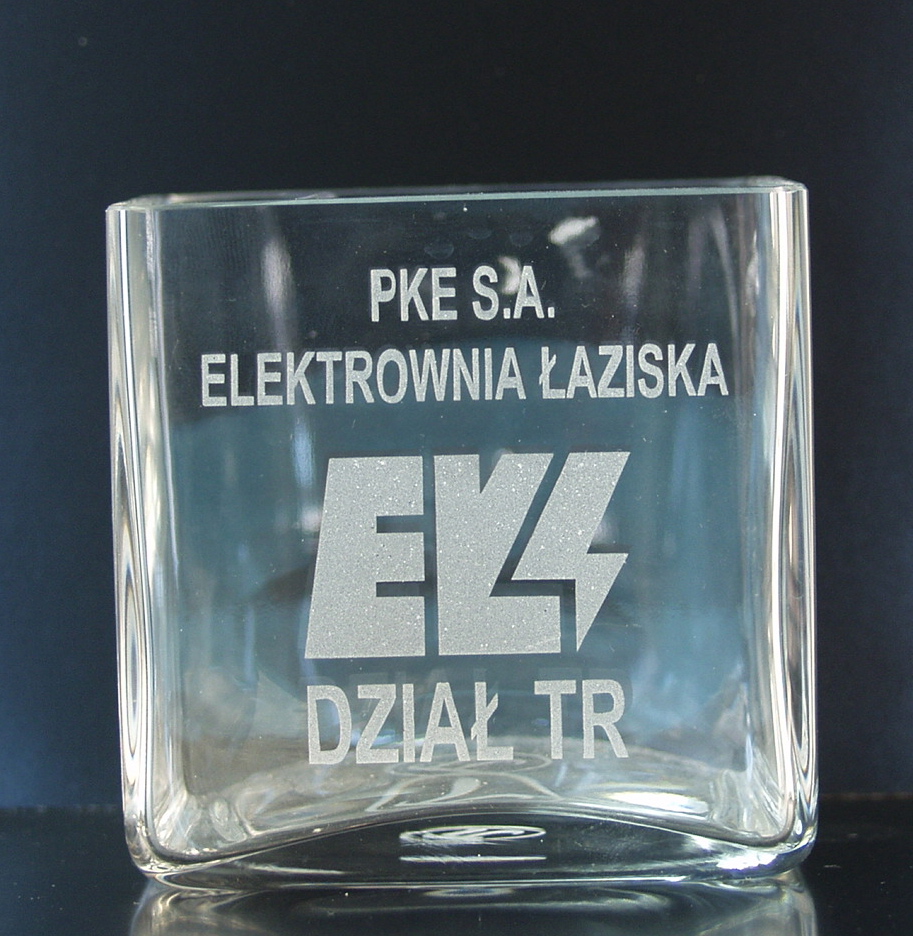 PKE S.A.
ELEKTROWNIA ŁAZISKA
EŁ
DZIAŁ TR